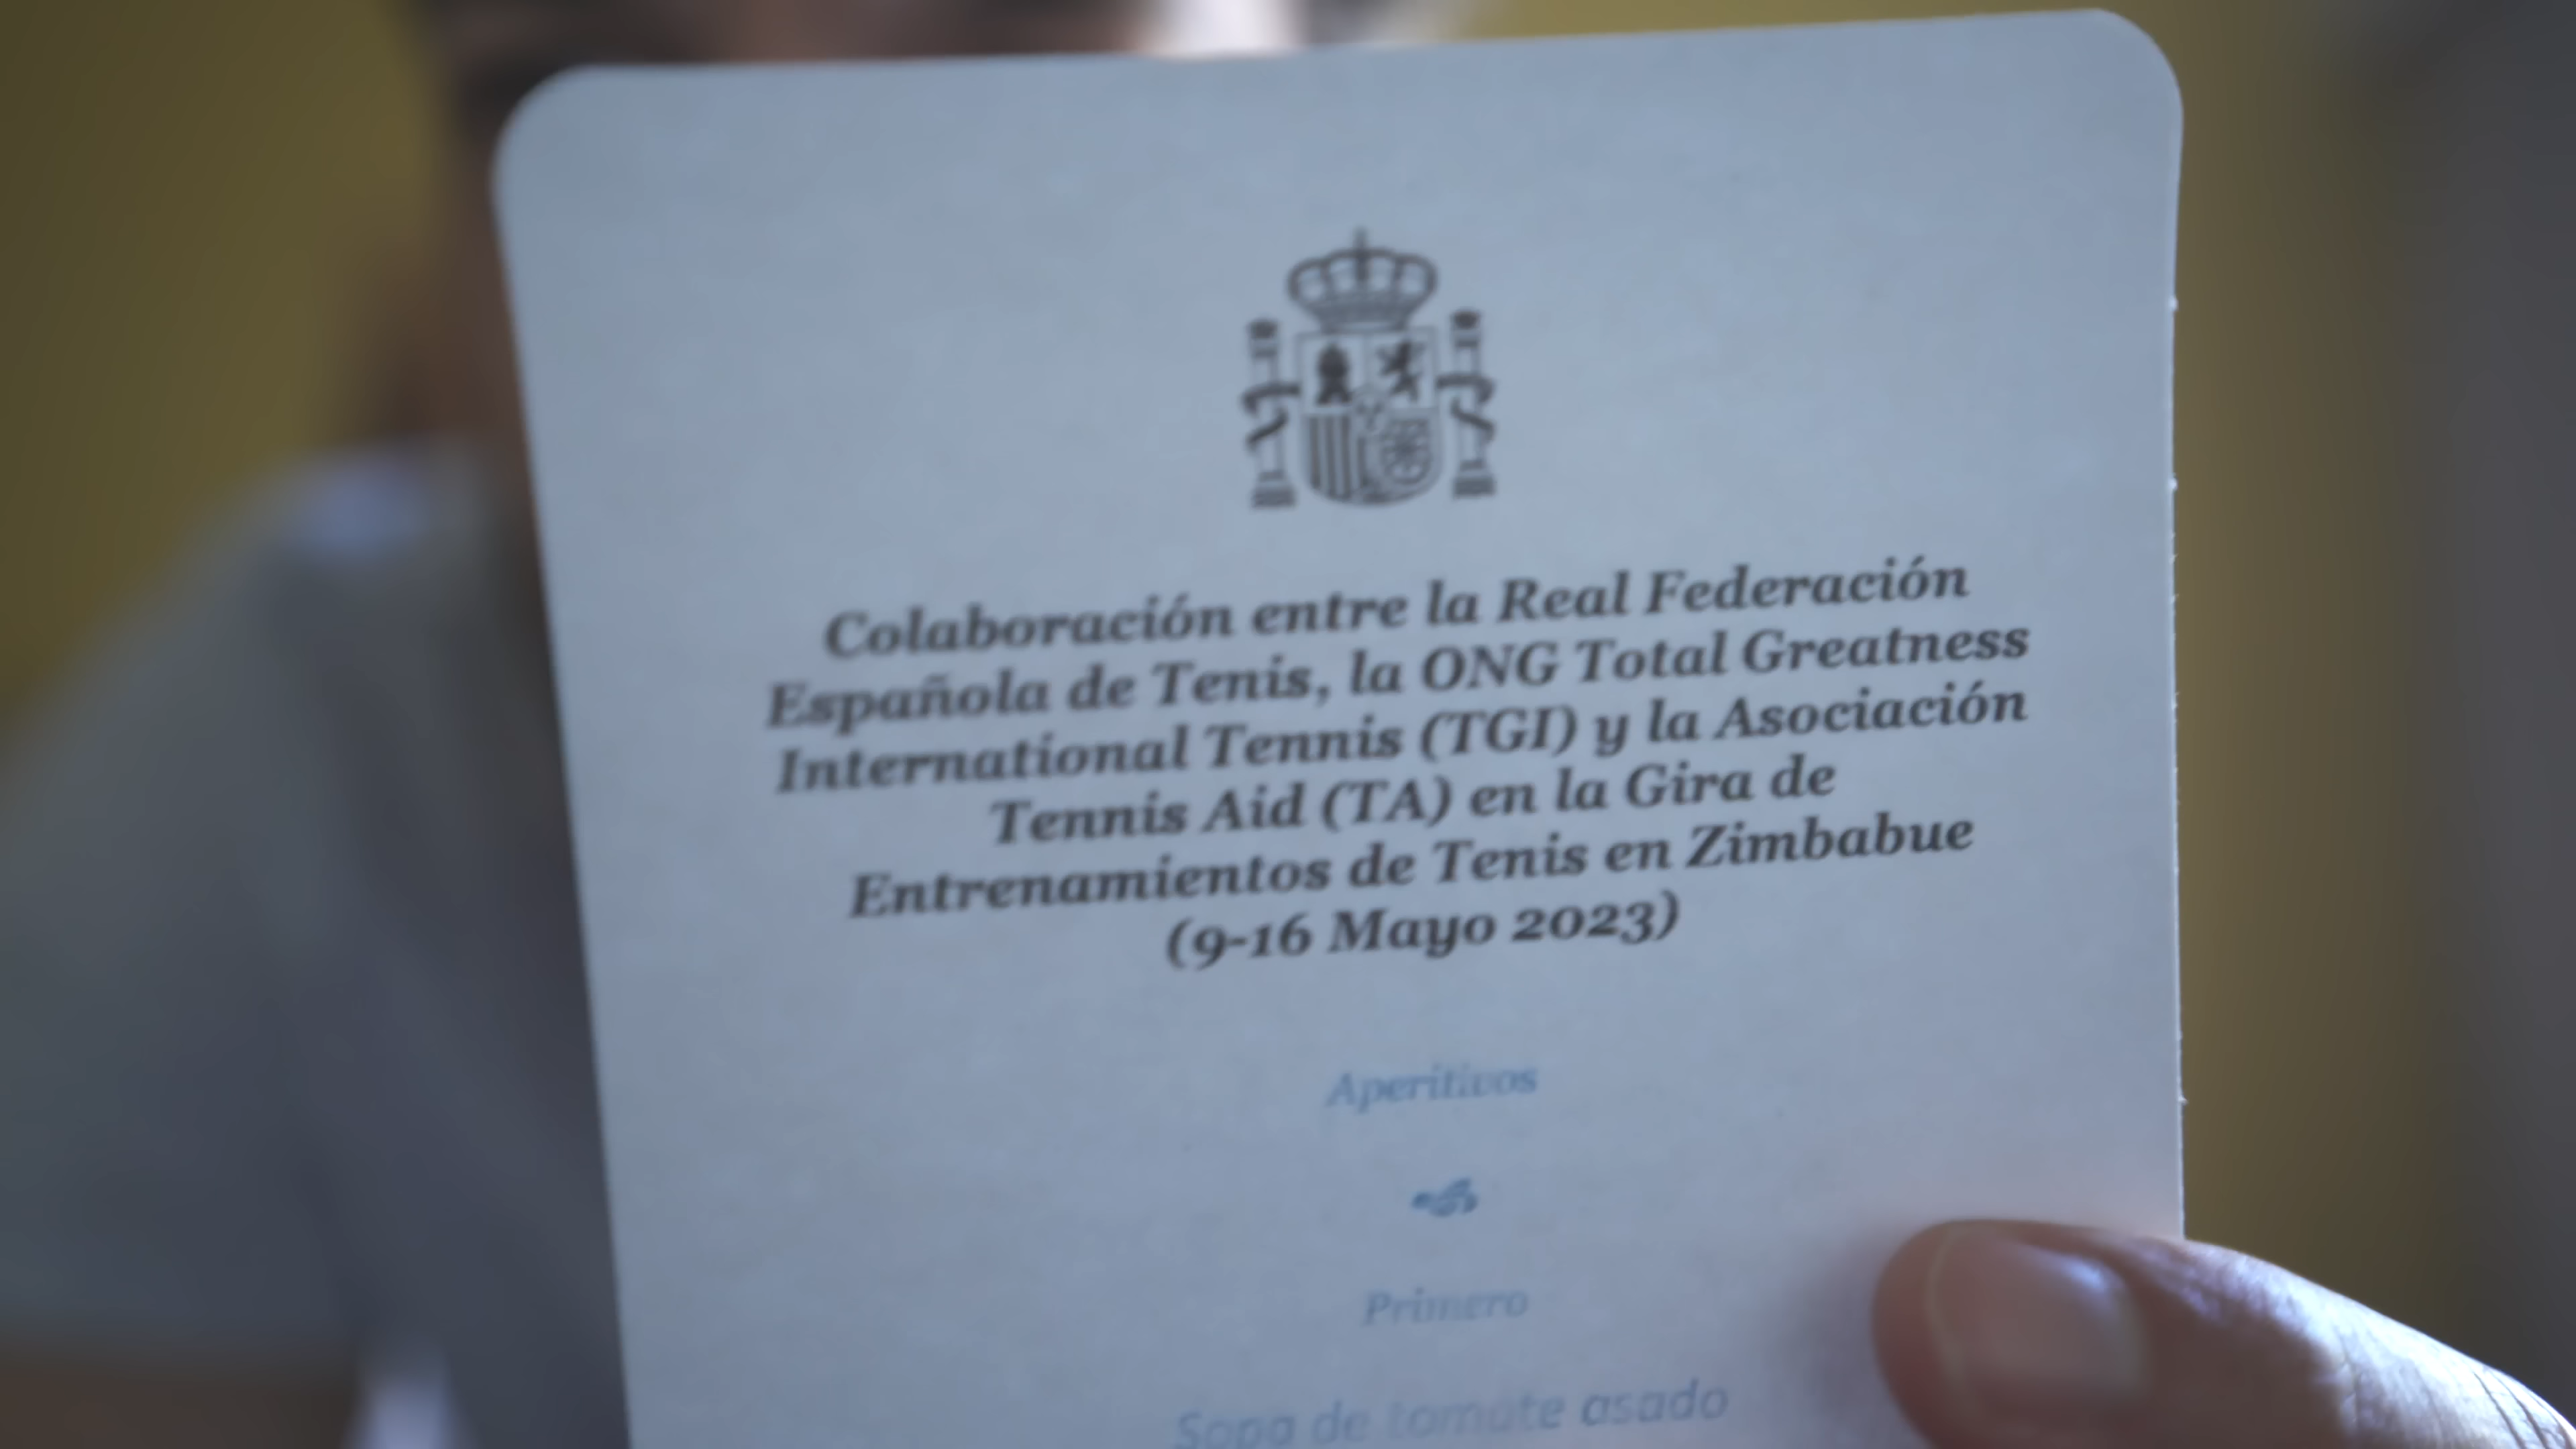 Colaboración entre la Real Federación
Española de Tenis, la ONG Total Greatness
International Tennis (TGI) y la Asociación
Tennis Aid (TA) en la Gira de
Entrenamientos de Tenis en Zimbabue
(9-16 Mayo 2023)
Aperitivos
Primero
Sopa de tomate asado